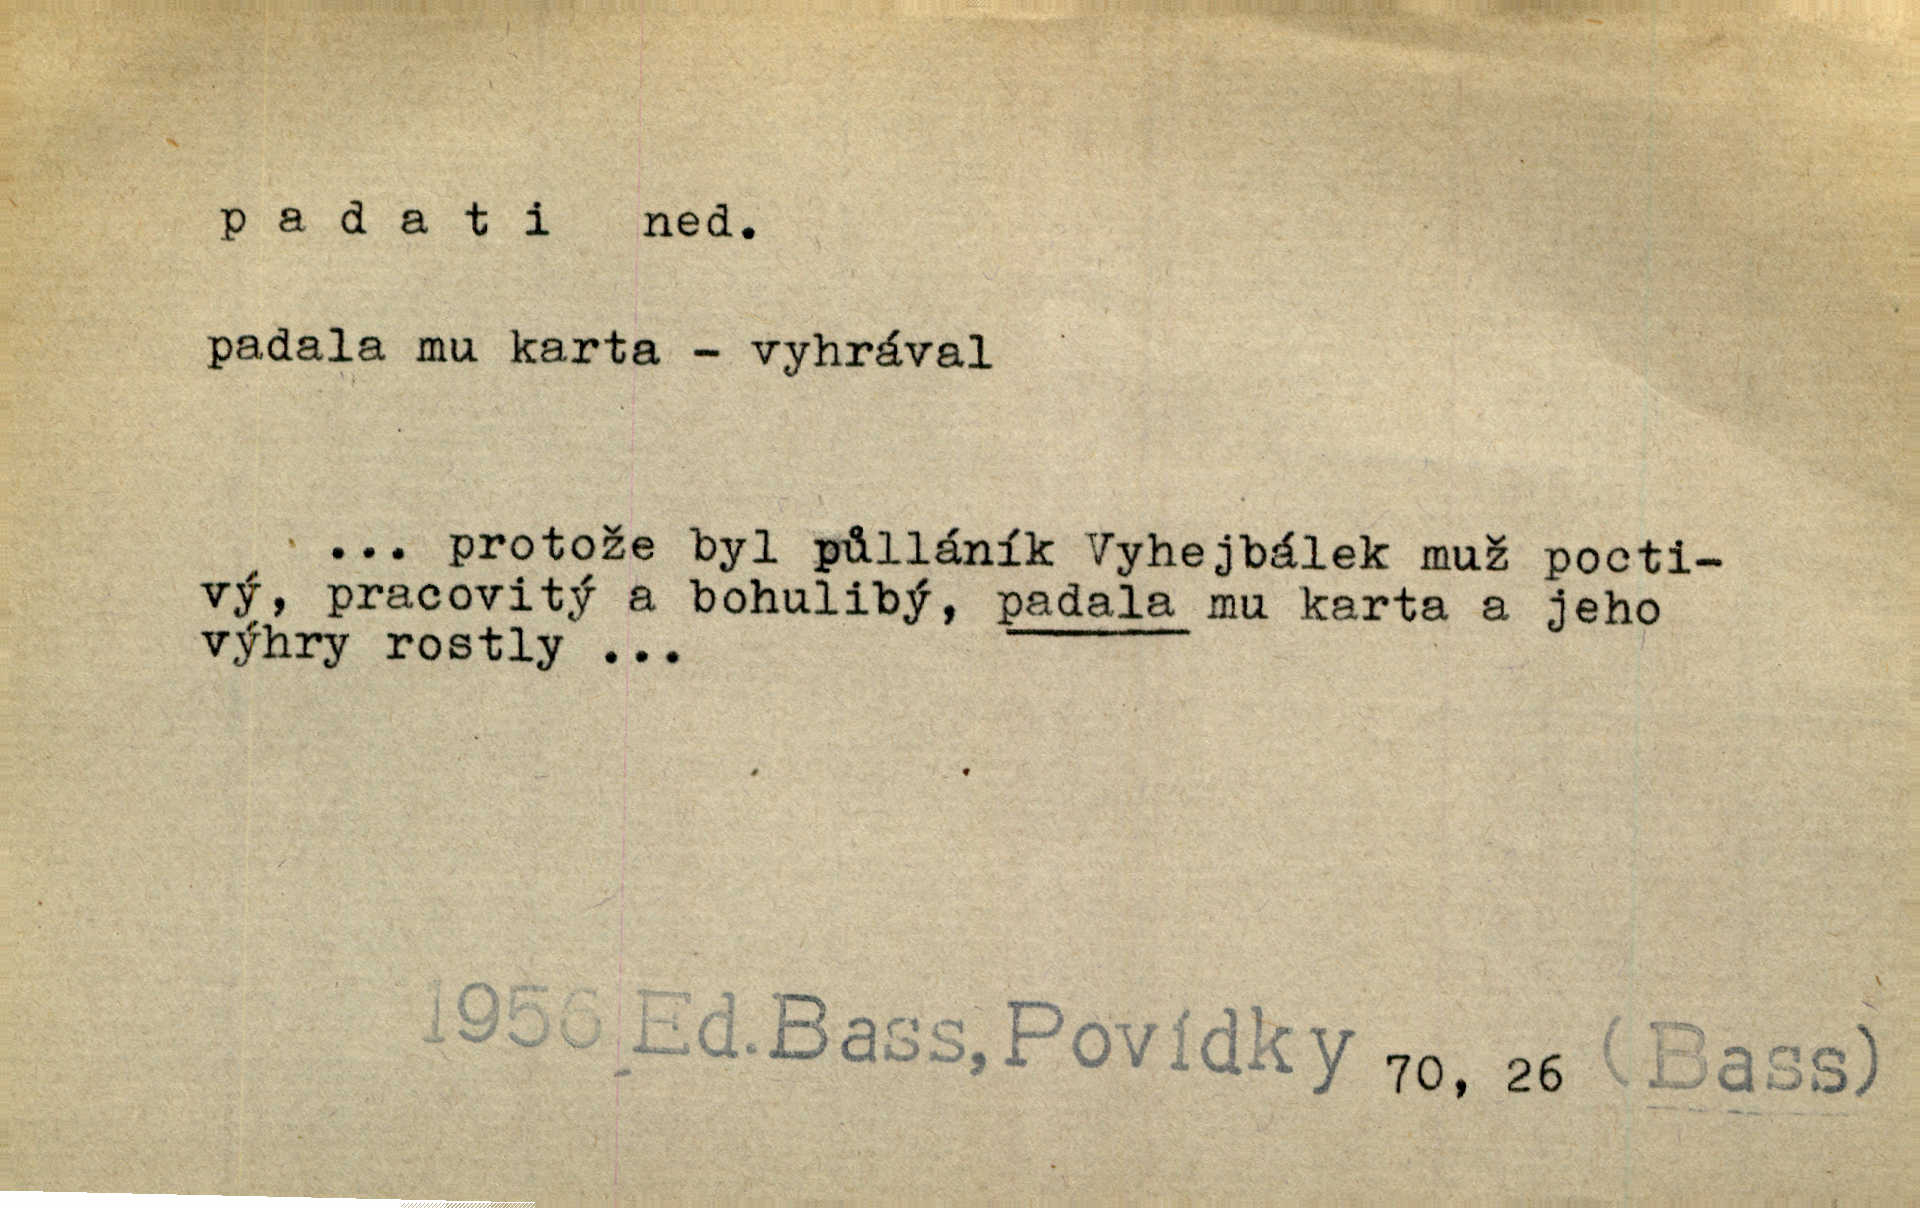 padati ned.
padala mu karta - vyhrával
... protože byl půlláník Vyhejbálek muž pocti-
vý, pracovitý a bohulibý, padala mu karta a jeho
výhry rostly ...
1956 Ed. Bass, Povídky 70, 26 (Bass)